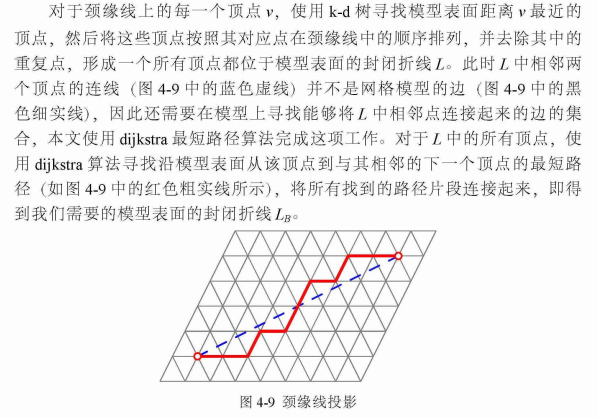 对于颈缘线上的每一个顶点 v，使用 k-d 树寻找模型表面距离 v 最近的
顶点，然后将这些顶点按照其对应点在颈缘线中的顺序排列，并去除其中的
重复点，形成一个所有顶点都位于模型表面的封闭折线 L。此时 L 中相邻两
个顶点的连线（图 4-9 中的蓝色虚线）并不是网格模型的边（图 4-9 中的黑
色细实线），因此还需要在模型上寻找能够将 L 中相邻点连接起来的边的集
合，本文使用 dijkstra 最短路径算法完成这项工作。对于 L 中的所有顶点，使
用 dijkstra 算法寻找沿模型表面从该顶点到与其相邻的下一个顶点的最短路
径（如图 4-9 中的红色粗实线所示），将所有找到的路径片段连接起来，即得
到我们需要的模型表面的封闭折线 L_B。
图 4-9 颈缘线投影